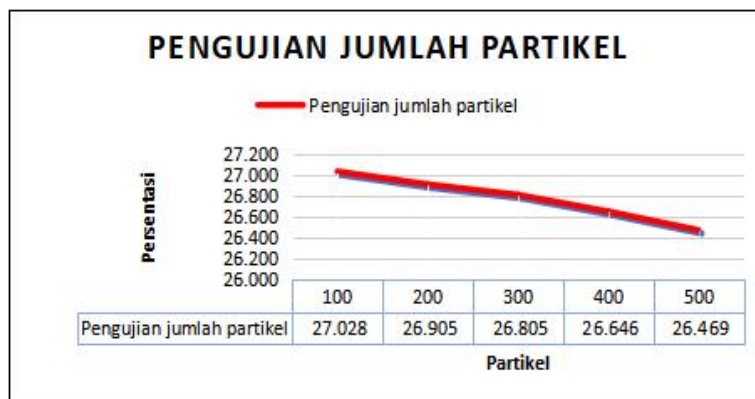 PENGUJIAN JUMLAH PARTIKEL
Pengujian jumlah partikel
Persentasi
27.200
27.000
26.800
26.600
26.400
26.200
26.000
100 200 300 400 500
Pengujian jumlah partikel 27.028 26.905 26.805 26.646 26.469
Partikel